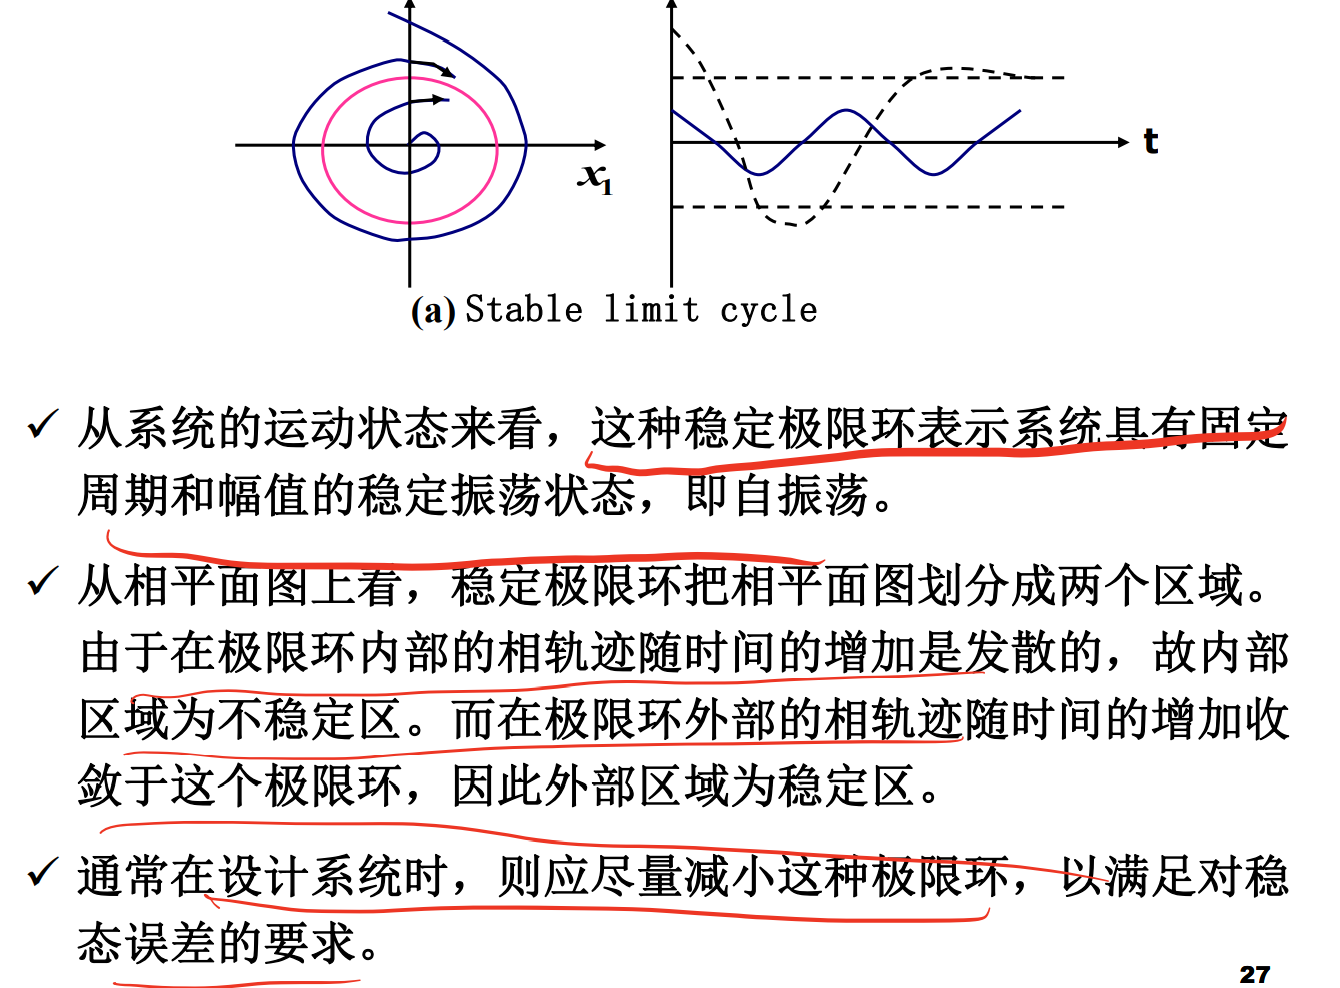 x₁
t
(a) Stable limit cycle
✓ 从系统的运动状态来看，这种稳定极限环表示系统具有固定
周期和幅值的稳定振荡状态，即自振荡。
✓ 从相平面图上看，稳定极限环把相平面图划分成两个区域。
由于在极限环内部的相轨迹随时间的增加是发散的，故内部
区域为不稳定区。而在极限环外部的相轨迹随时间的增加收
敛于这个极限环，因此外部区域为稳定区。
✓ 通常在设计系统时，则应尽量减小这种极限环，以满足对稳
态误差的要求。
27